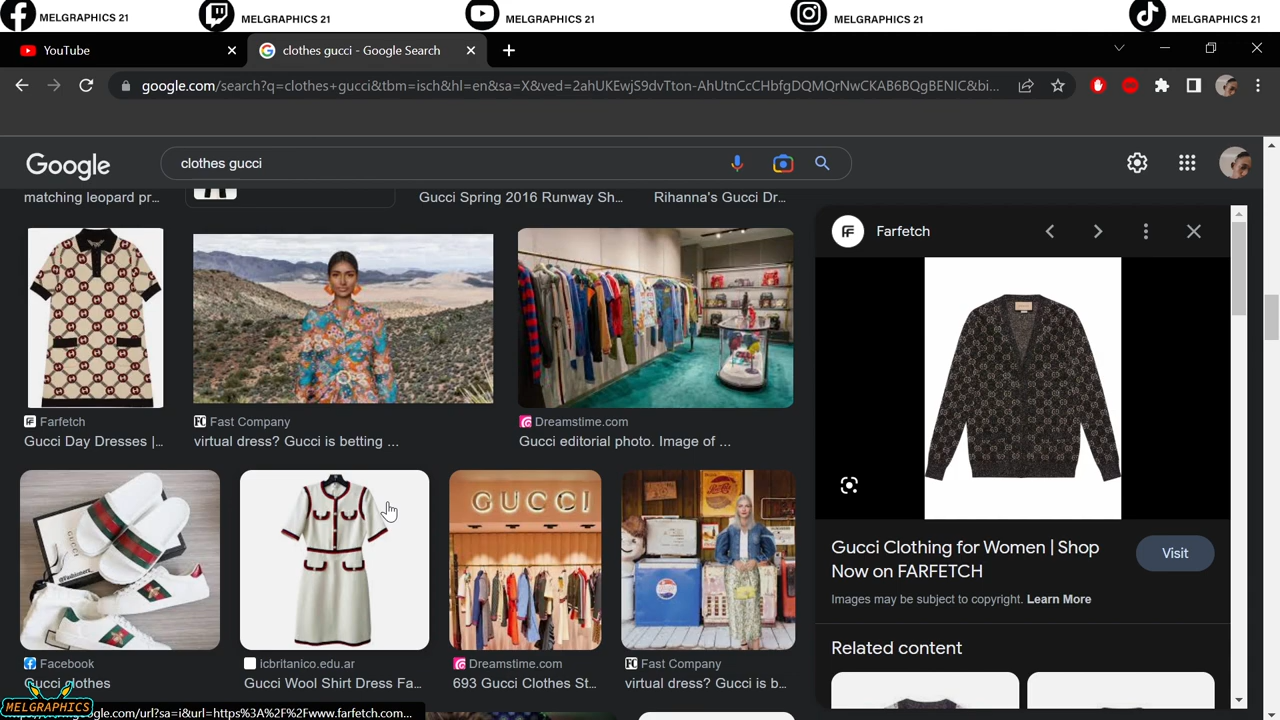 MELGRAPHICS 21
MELGRAPHICS 21
MELGRAPHICS 21
MELGRAPHICS 21
MELGRAPHICS 21
YouTube
clothes gucci - Google Search
google.com/search?q=clothes+gucci&tbm=isch&hl=en&sa=X&ved=2ahUKEwjS9dvTton-AhUtnCcCHbfgDQMQrNwCKAB6BQgBENIC&bi...
Google
clothes gucci
matching leopard pr...
Gucci Spring 2016 Runway Sh...
Rihanna's Gucci Dr...
Farfetch
Farfetch
Gucci Day Dresses |...
Fast Company
virtual dress? Gucci is betting ...
Dreamstime.com
Gucci editorial photo. Image of ...
GUCCI
GUCCI
Gucci Clothing for Women | Shop
Now on FARFETCH
Visit
Images may be subject to copyright. Learn More
Related content
Facebook
Gucci clothes
icbritanico.edu.ar
Gucci Wool Shirt Dress Fa...
Dreamstime.com
693 Gucci Clothes St...
Fast Company
virtual dress? Gucci is b...
MELGRAPHICS
google.com/url?sa=i&url=https%3A%2F%2Fwww.farfetch.com...